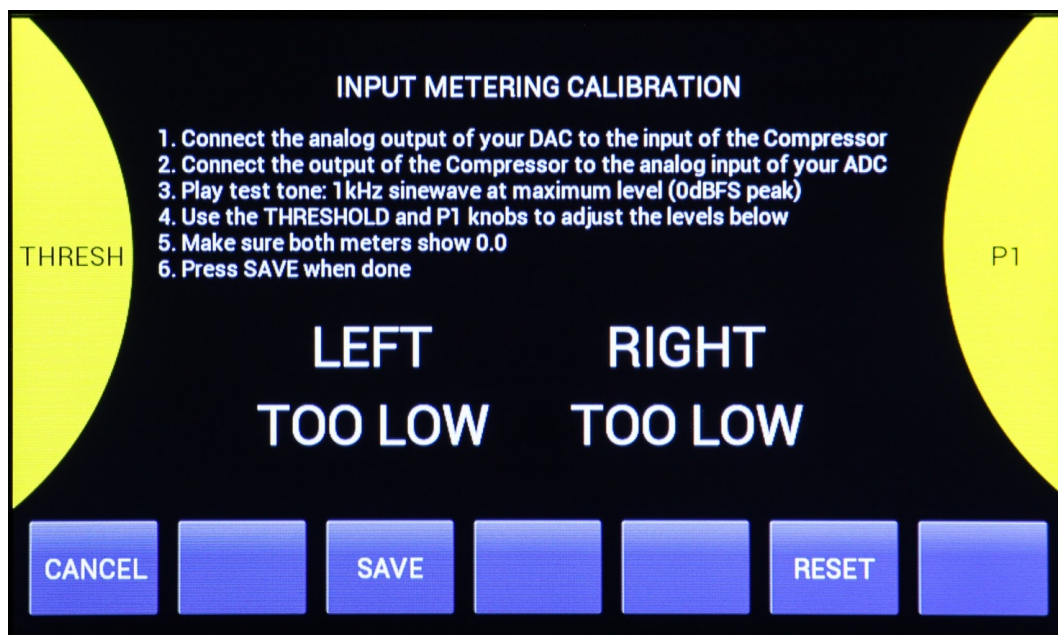 INPUT METERING CALIBRATION
1. Connect the analog output of your DAC to the input of the Compressor
2. Connect the output of the Compressor to the analog input of your ADC
3. Play test tone: 1kHz sinewave at maximum level (0dBFS peak)
4. Use the THRESHOLD and P1 knobs to adjust the levels below
5. Make sure both meters show 0.0
6. Press SAVE when done
THRESH
P1
LEFT RIGHT
TOO LOW TOO LOW
CANCEL SAVE RESET